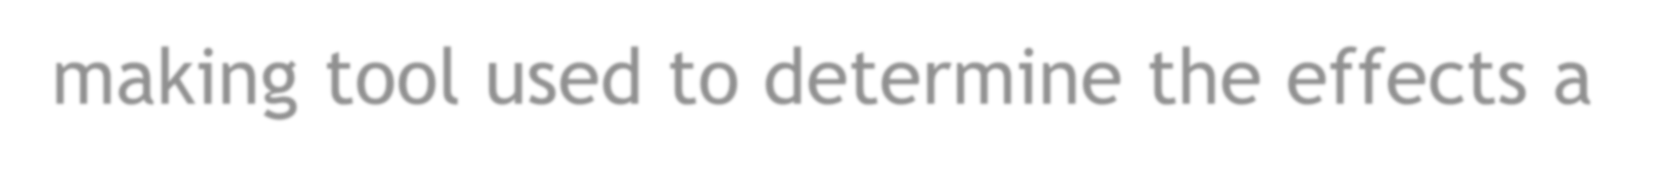 making tool used to determine the effects a